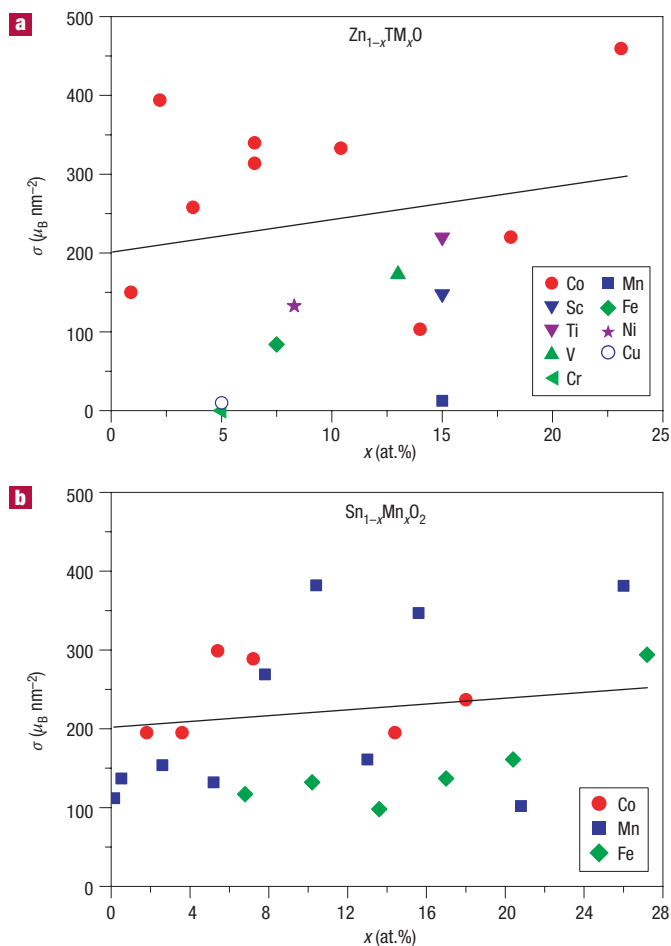 a
Zn1–xTMxO
500
400
300
200
100
0
σ (μB nm–2)
Co
Mn
Sc
Fe
Ti
Ni
V
Cu
Cr
0
5
10
15
20
25
x (at.%)
b
Sn1–xMnxO2
500
400
300
200
100
0
σ (μB nm–2)
Co
Mn
Fe
0
4
8
12
16
20
24
28
x (at.%)